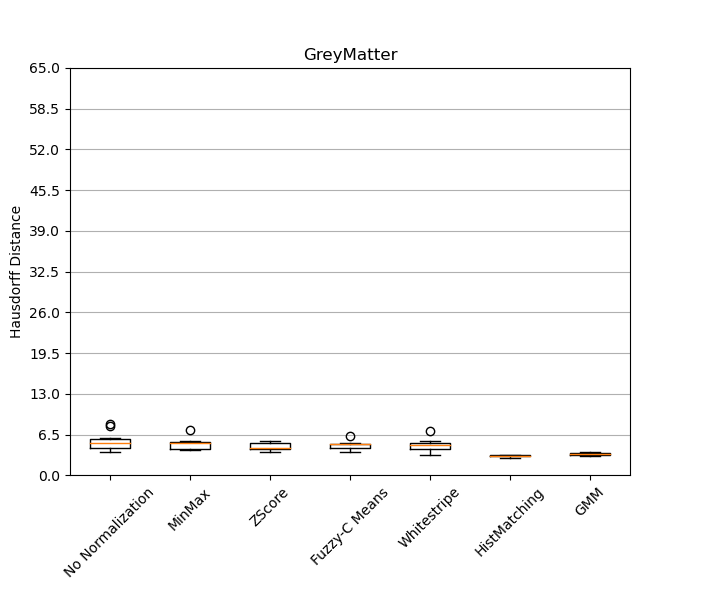 GreyMatter
Hausdorff Distance
65.0
58.5
52.0
45.5
39.0
32.5
26.0
19.5
13.0
6.5
0.0
No Normalization
MinMax
ZScore
Fuzzy-C Means
Whitestripe
HistMatching
GMM